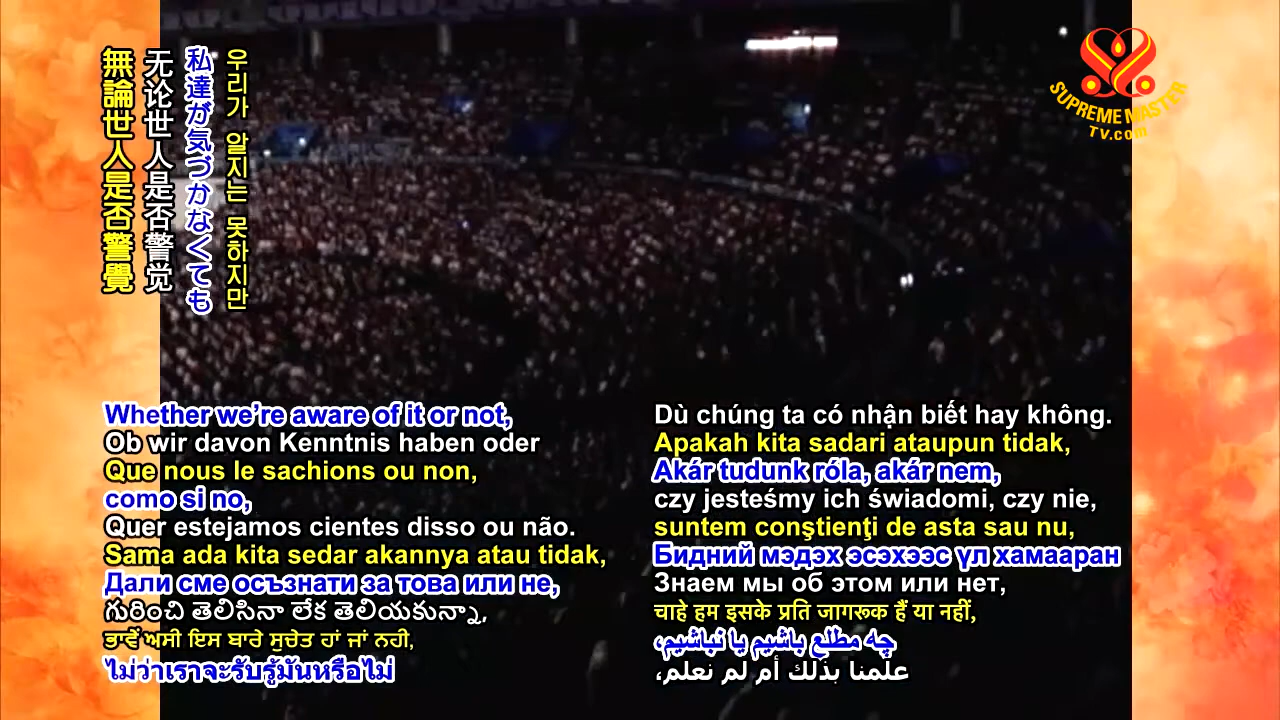 無論世人是否警覺
无论世人是否警觉
私達が気づかなくても
우리가 알지는 못하지만
SUPREME MASTER
TV.com
Whether we're aware of it or not,
Ob wir davon Kenntnis haben oder
Que nous le sachions ou non,
como si no,
Quer estejamos cientes disso ou não.
Sama ada kita sedar akannya atau tidak,
Дали сме осъзнати за това или не,
గురించి తెలిసినా లేక తెలియకున్నా,
ਭਾਵੇਂ ਅਸੀ ਇਸ ਬਾਰੇ ਸੁਚੇਤ ਹਾਂ ਜਾਂ ਨਹੀ,
ไม่ว่าเราจะรับรู้มันหรือไม่
Dù chúng ta có nhận biết hay không.
Apakah kita sadari ataupun tidak,
Akár tudunk róla, akár nem,
czy jesteśmy ich świadomi, czy nie,
suntem conştienţi de asta sau nu,
Бидний мэдэх эсэхээс үл хамааран
Знаем мы об этом или нет,
चाहे हम इसके प्रति जागरूक हैं या नहीं,
چه مطلع باشیم یا نباشیم،
علمنا بذلك أم لم نعلم،